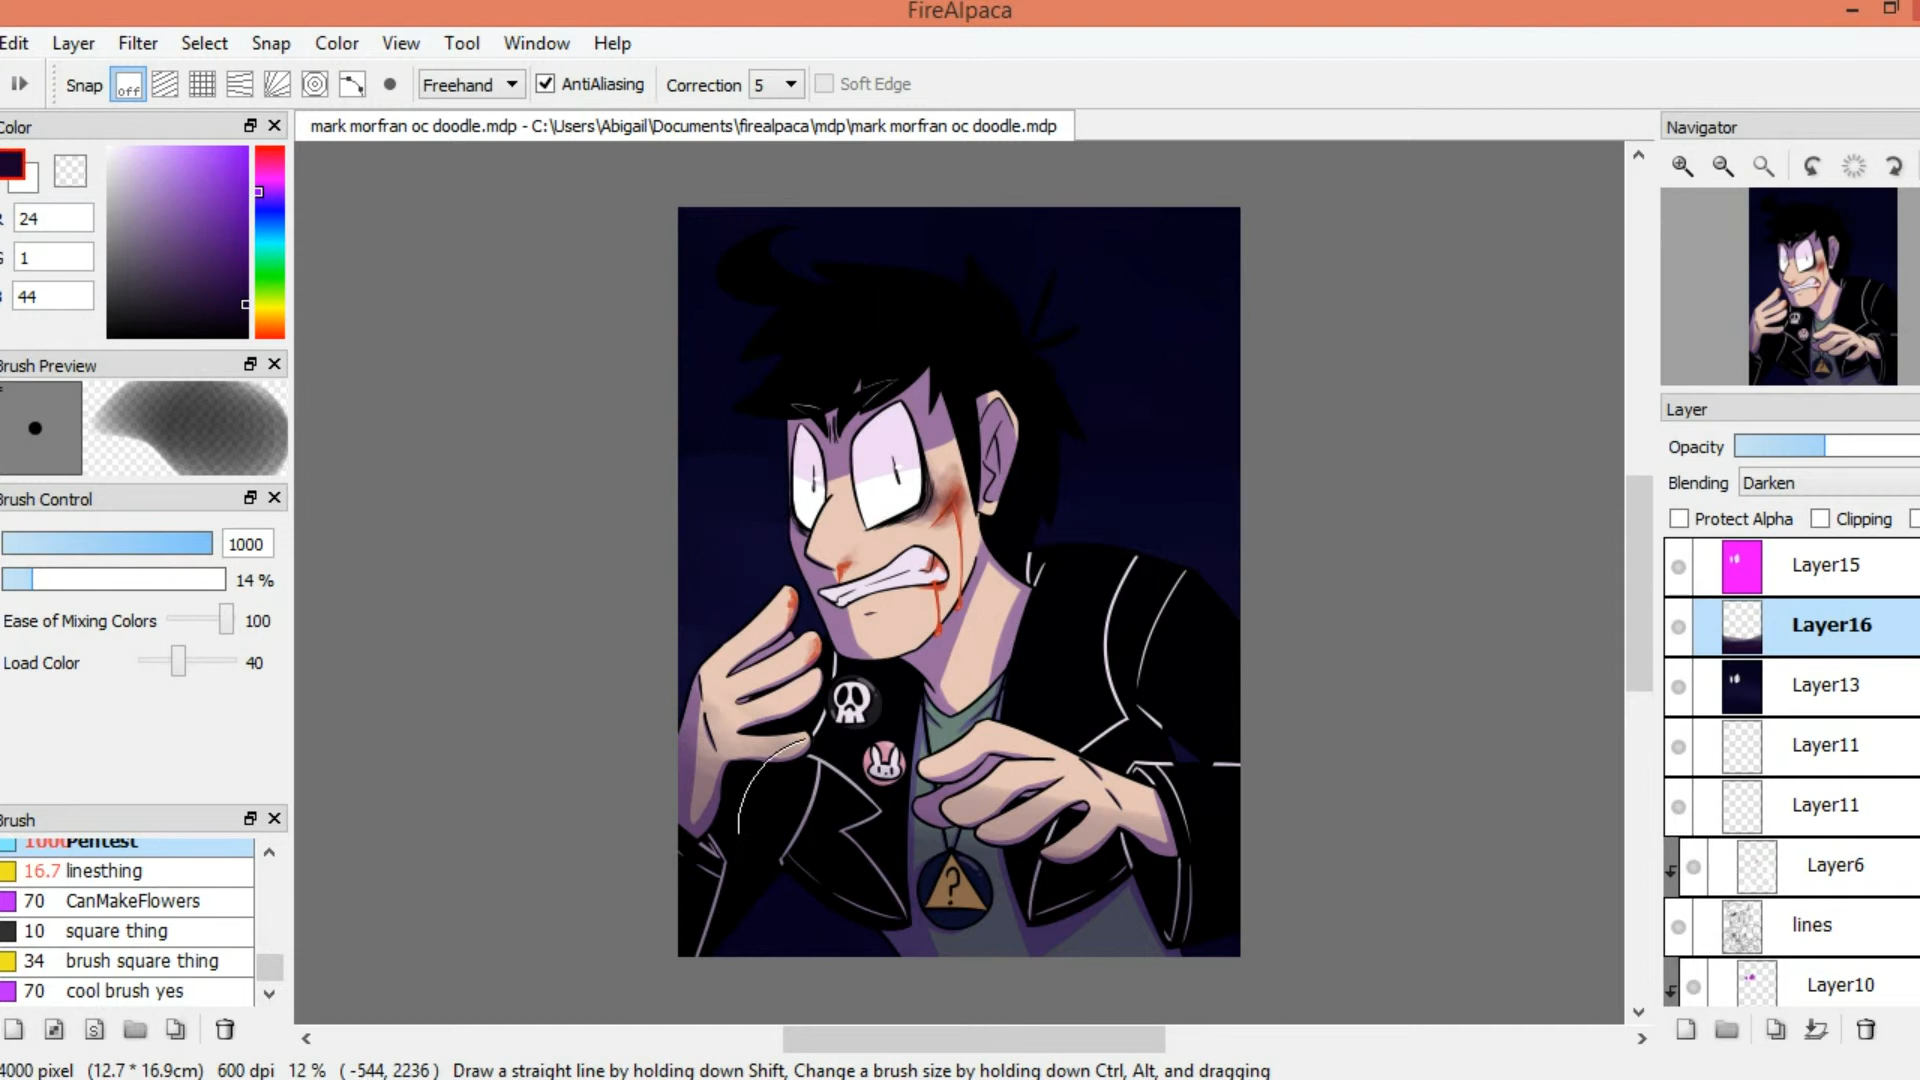 FireAlpaca
Edit Layer Filter Select Snap Color View Tool Window Help
Snap off Freehand AntiAliasing Correction 5 Soft Edge
Color
mark morfran oc doodle.mdp - C:\Users\Abigail\Documents\firealpaca\mdp\mark morfran oc doodle.mdp
Navigator
24
1
44
Brush Preview
Layer
Opacity
Blending Darken
Protect Alpha Clipping
Brush Control
1000
14 %
Ease of Mixing Colors 100
Load Color 40
Layer15
Layer16
Layer13
Layer11
Layer11
Layer6
lines
Layer10
Brush
1000 Pentest
16.7 linesthing
70 CanMakeFlowers
10 square thing
34 brush square thing
70 cool brush yes
?
4000 pixel (12.7 * 16.9cm) 600 dpi 12 % ( -544, 2236 ) Draw a straight line by holding down Shift, Change a brush size by holding down Ctrl, Alt, and dragging